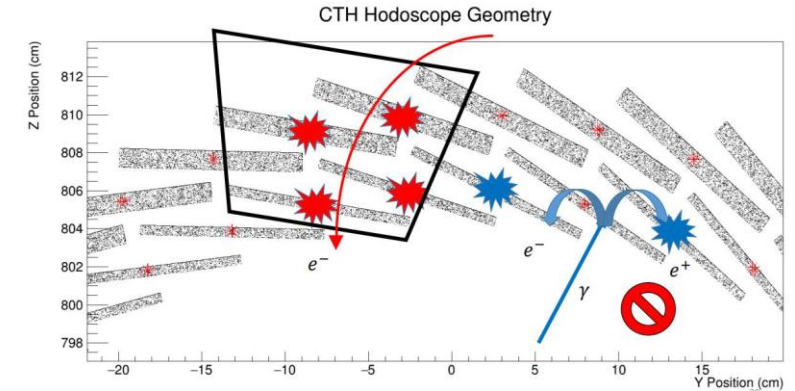 CTH Hodoscope Geometry
Z Position (cm)
812
810
808
806
804
802
800
798
e⁻
e⁻
e⁺
γ
−20 −15 −10 −5 0 5 10 15
Y Position (cm)